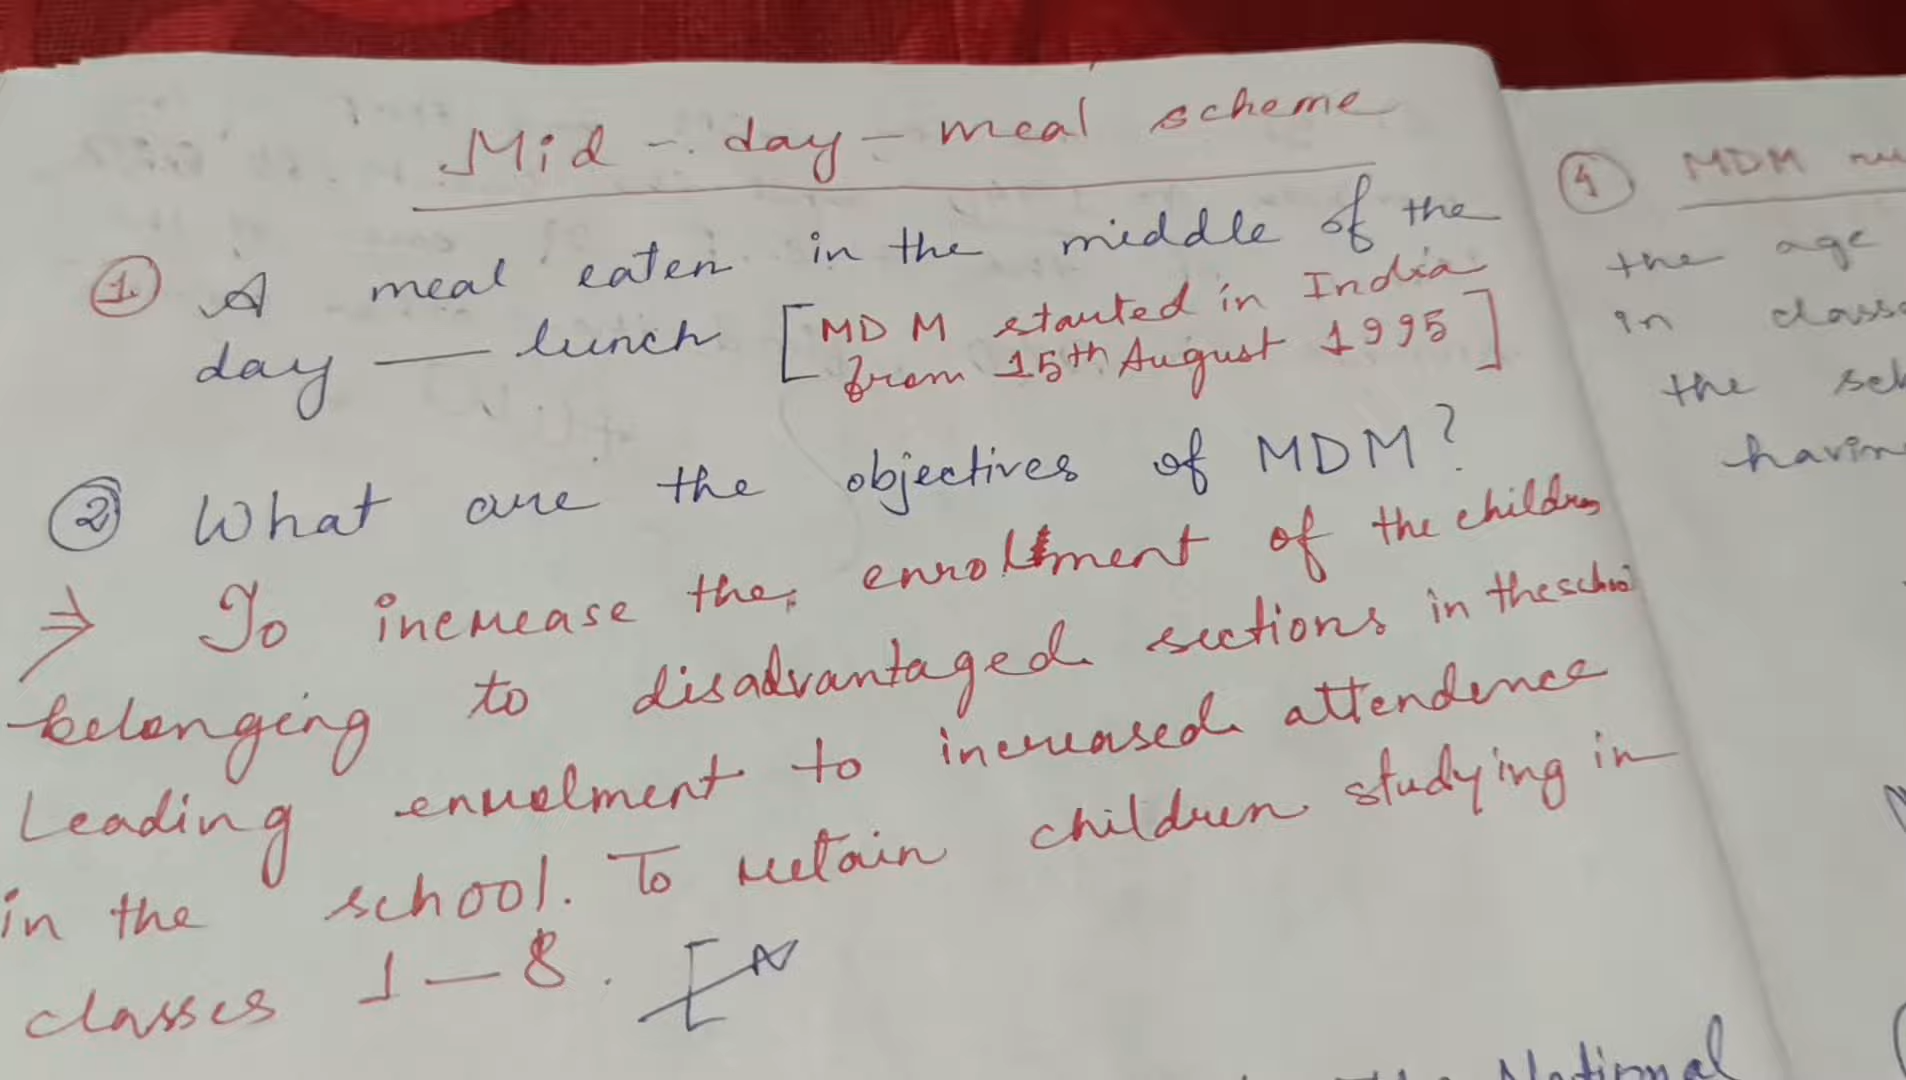 Mid - day - meal scheme
① A meal eaten in the middle of the
day — lunch [MDM started in India
from 15th August 1995]
② What are the objectives of MDM?
⇒ To increase the enrolment of the children
belonging to disadvantaged sections in the school
Leading enrolment to increased attendence
in the school. To retain children studying in
classes 1 — 8.
National
④ MDM
the age
in class
the